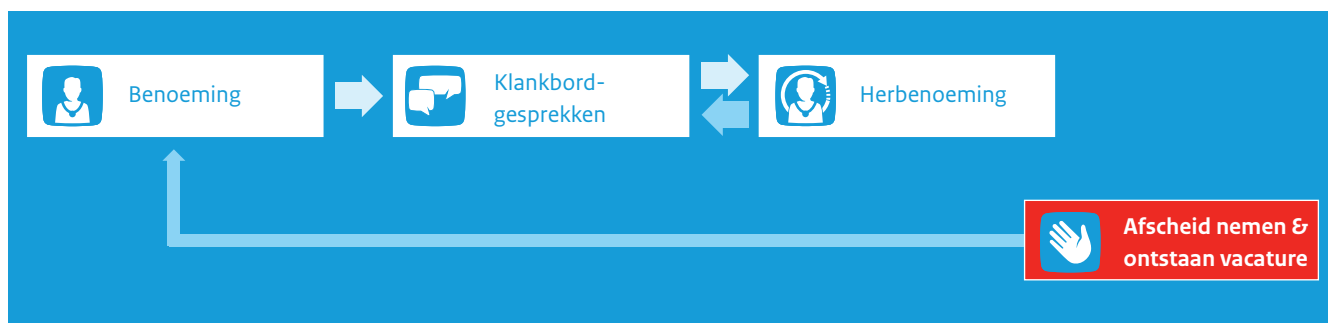 Benoeming
Klankbord-
gesprekken
Herbenoeming
Afscheid nemen &
ontstaan vacature